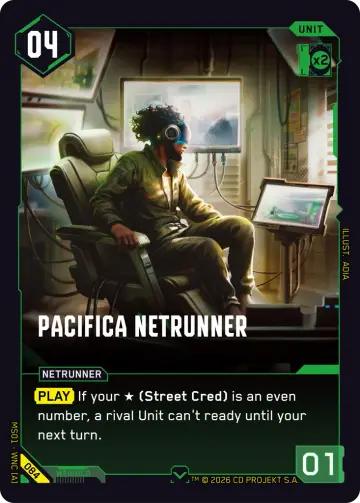 04
UNIT
x2
ILLUST. ADIA
PACIFICA NETRUNNER
NETRUNNER
PLAY If your ★ (Street Cred) is an even
number, a rival Unit can't ready until your
next turn.
MS01 · WNC(A)
084
01
™ © 2026 CD PROJEKT S.A.